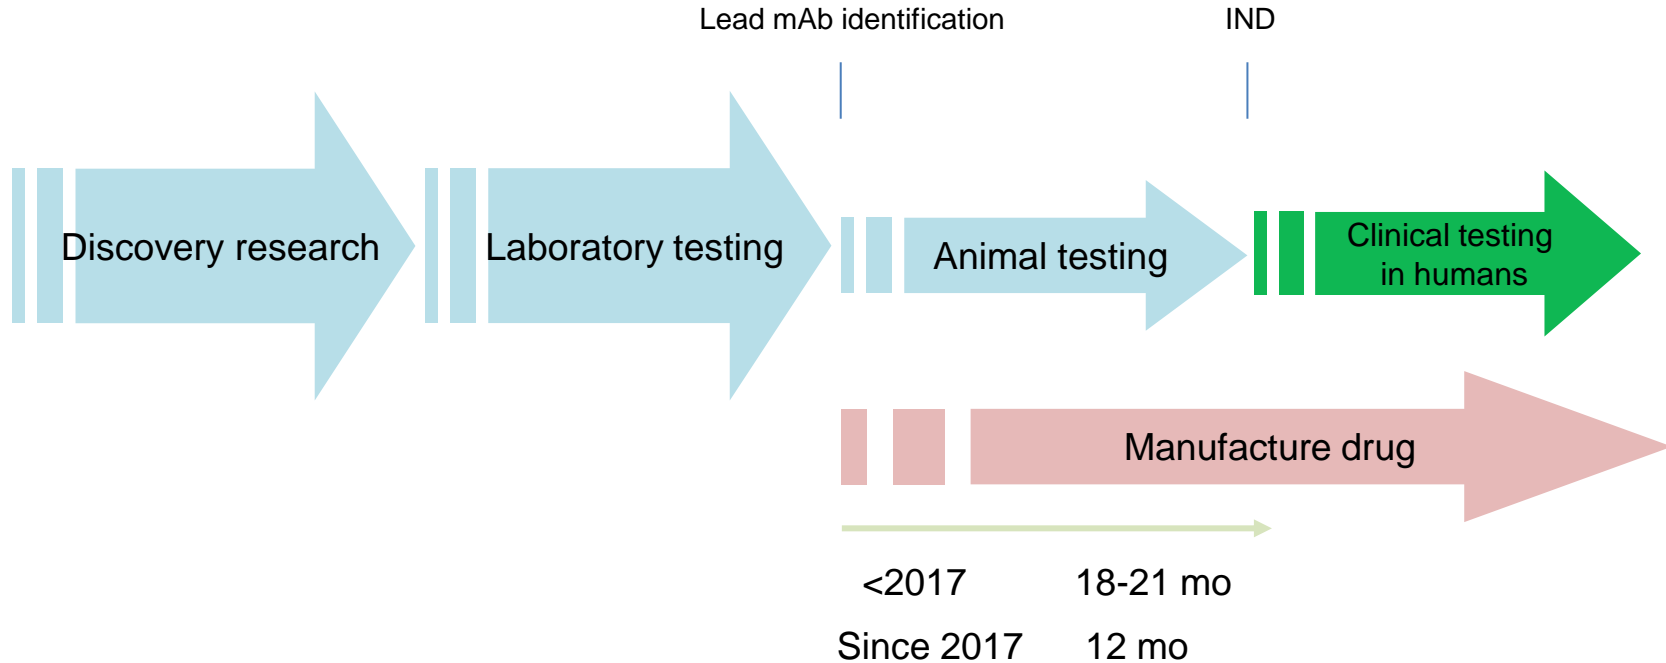 Lead mAb identification
IND
Discovery research
Laboratory testing
Animal testing
Clinical testing
in humans
Manufacture drug
<2017 18-21 mo
Since 2017 12 mo